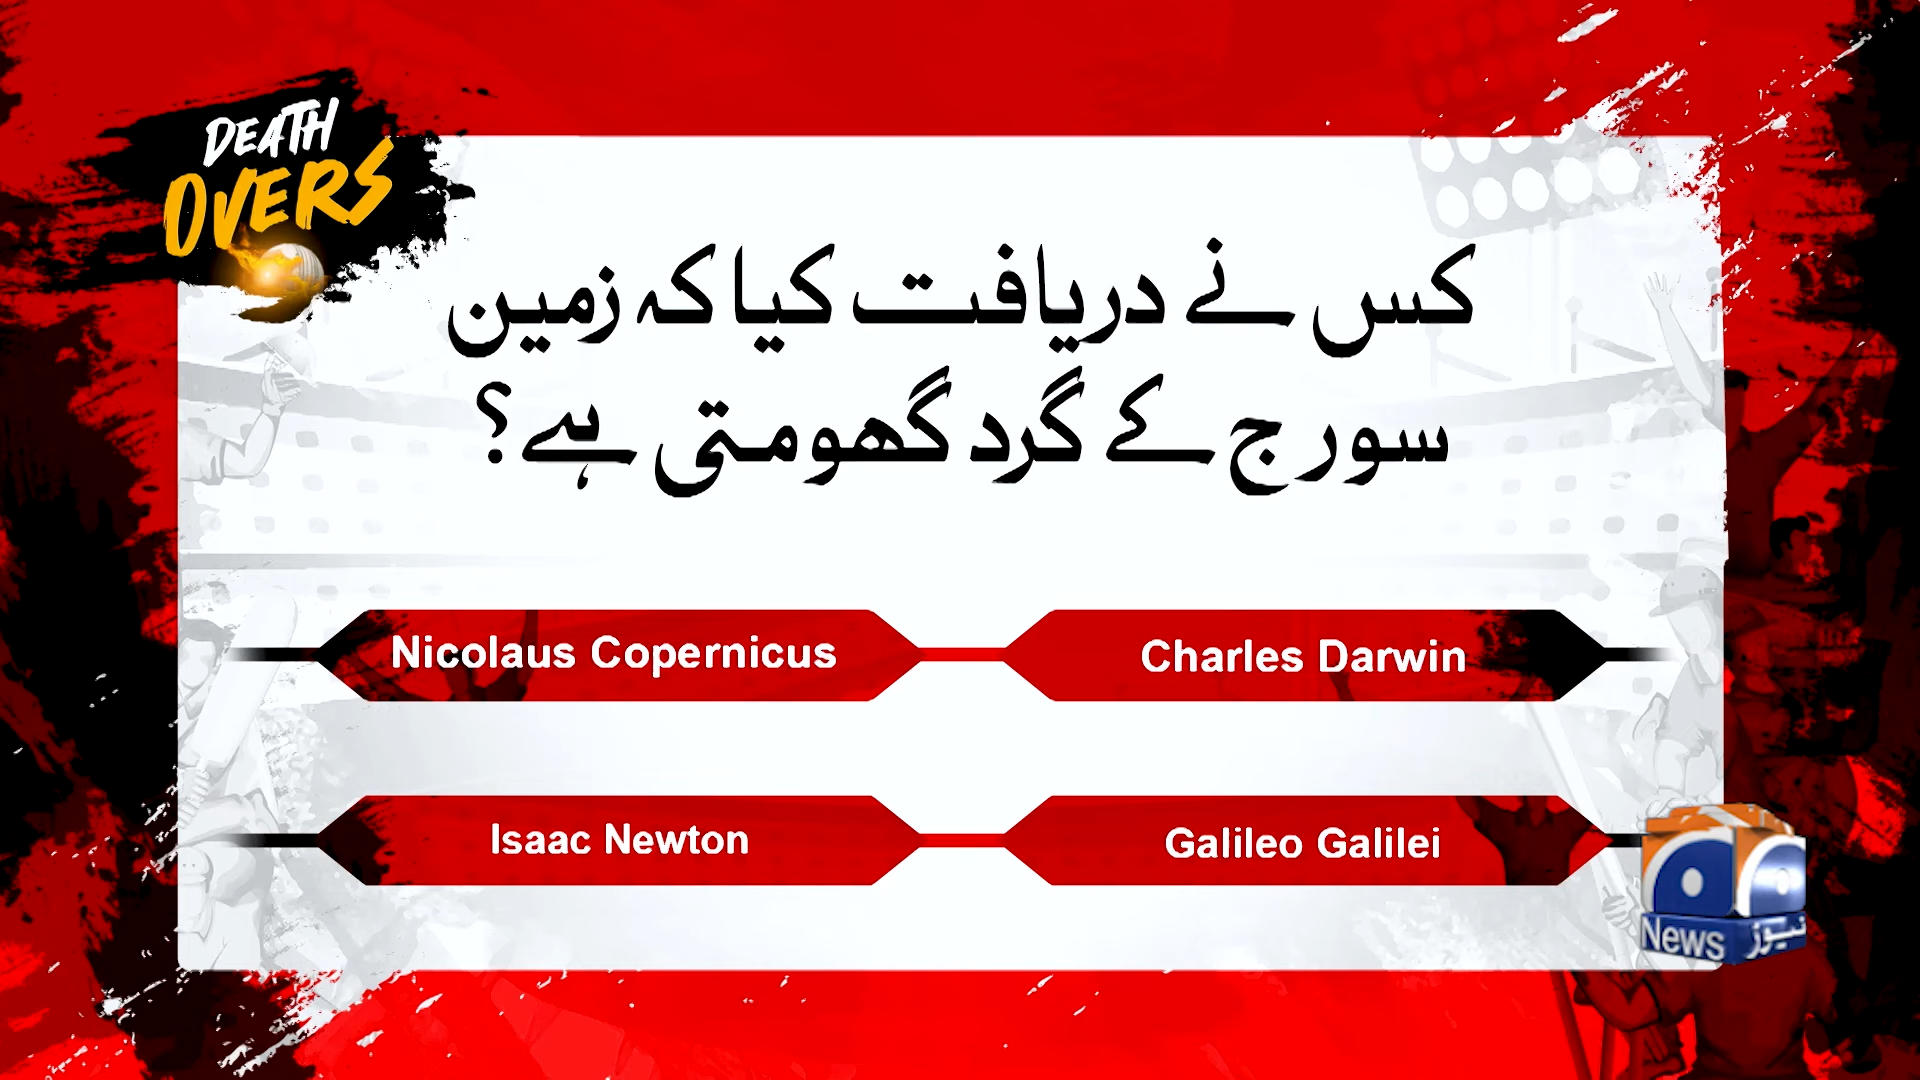 DEATH
OVERS
کس نے دریافت کیا کہ زمین
سورج کے گرد گھومتی ہے؟
Nicolaus Copernicus
Charles Darwin
Isaac Newton
Galileo Galilei
News نیوز